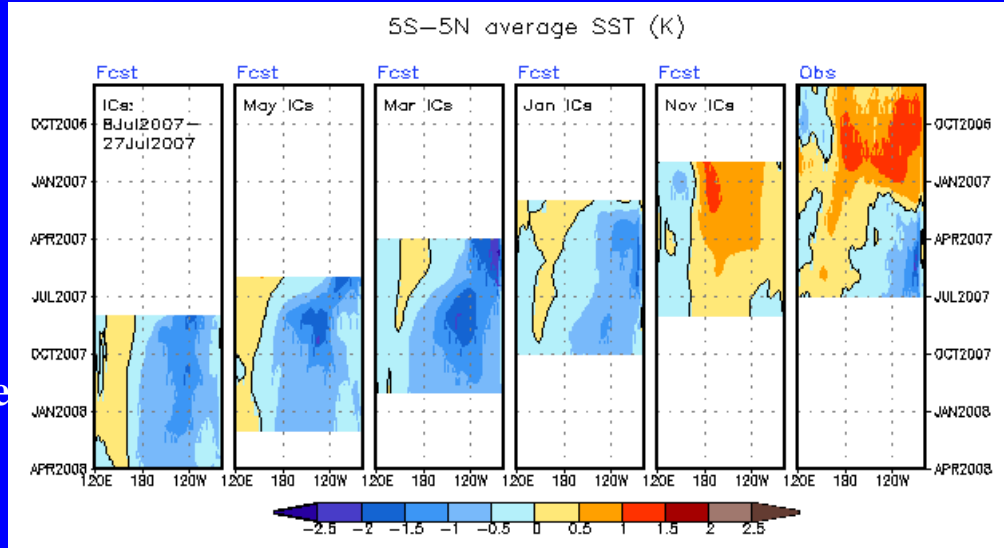 5S–5N average SST (K)
Fcst Fcst Fcst Fcst Fcst Obs
ICs:
8Jul2007–
27Jul2007
May ICs
Mar ICs
Jan ICs
Nov ICs
OCT2006
JAN2007
APR2007
JUL2007
OCT2007
JAN2008
APR2008
OCT2006
JAN2007
APR2007
JUL2007
OCT2007
JAN2008
APR2008
e
120E 180 120W 120E 180 120W 120E 180 120W 120E 180 120W 120E 180 120W 120E 180 120W
-2.5 -2 -1.5 -1 -0.5 0 0.5 1 1.5 2 2.5